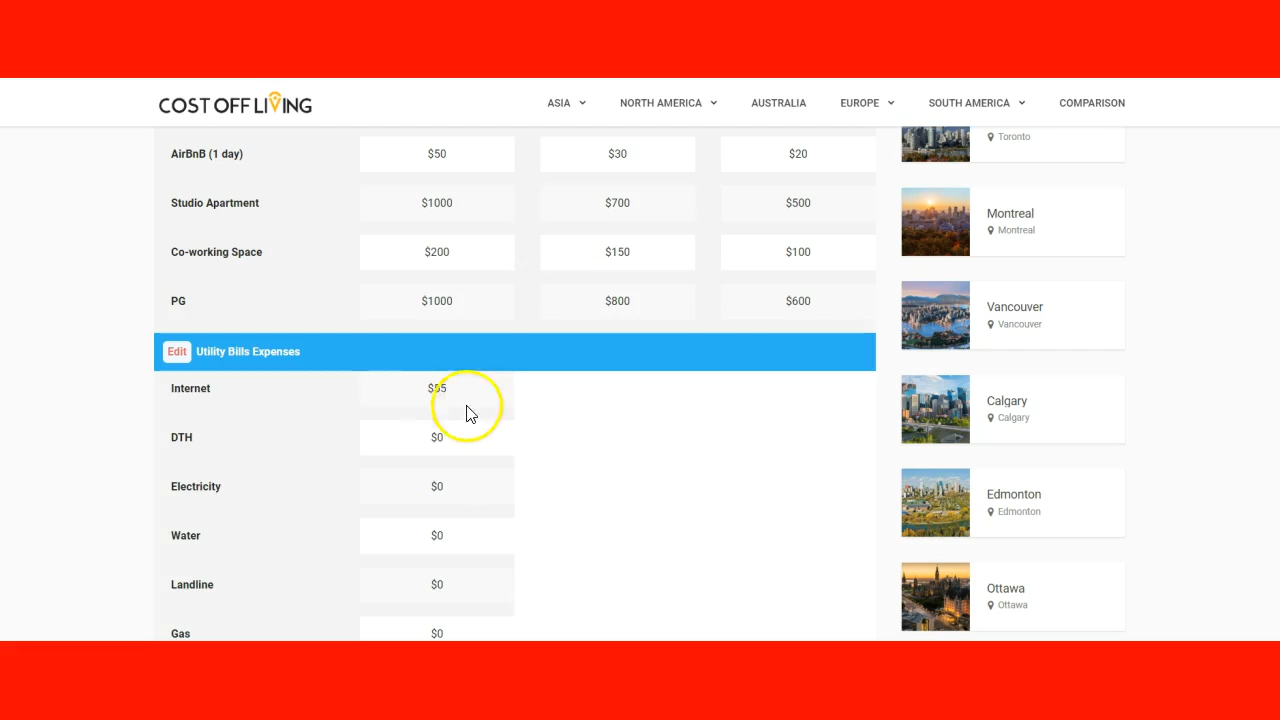 COST OFF LIVING
ASIA NORTH AMERICA AUSTRALIA EUROPE SOUTH AMERICA COMPARISON
AirBnB (1 day) $50 $30 $20
Studio Apartment $1000 $700 $500
Co-working Space $200 $150 $100
PG $1000 $800 $600
Edit Utility Bills Expenses
Internet
DTH $0
Electricity $0
Water $0
Landline $0
Gas $0
Toronto
Montreal
Montreal
Vancouver
Vancouver
Calgary
Calgary
Edmonton
Edmonton
Ottawa
Ottawa